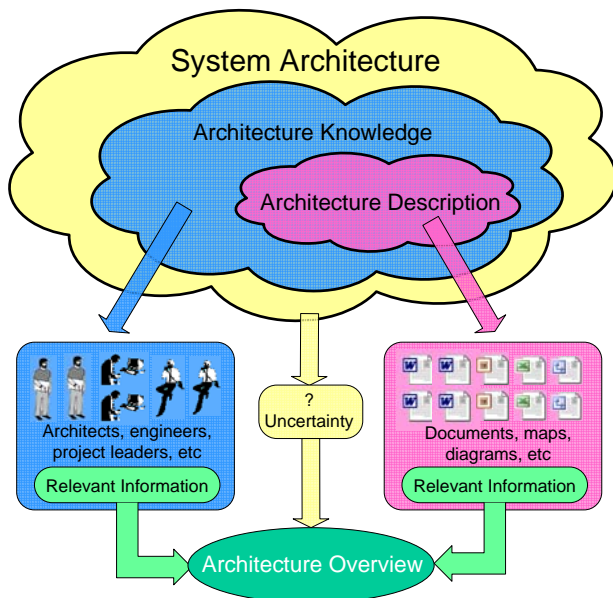 System Architecture
Architecture Knowledge
Architecture Description
Architects, engineers,
project leaders, etc
Relevant Information
?
Uncertainty
W W
W W
Documents, maps,
diagrams, etc
Relevant Information
Architecture Overview